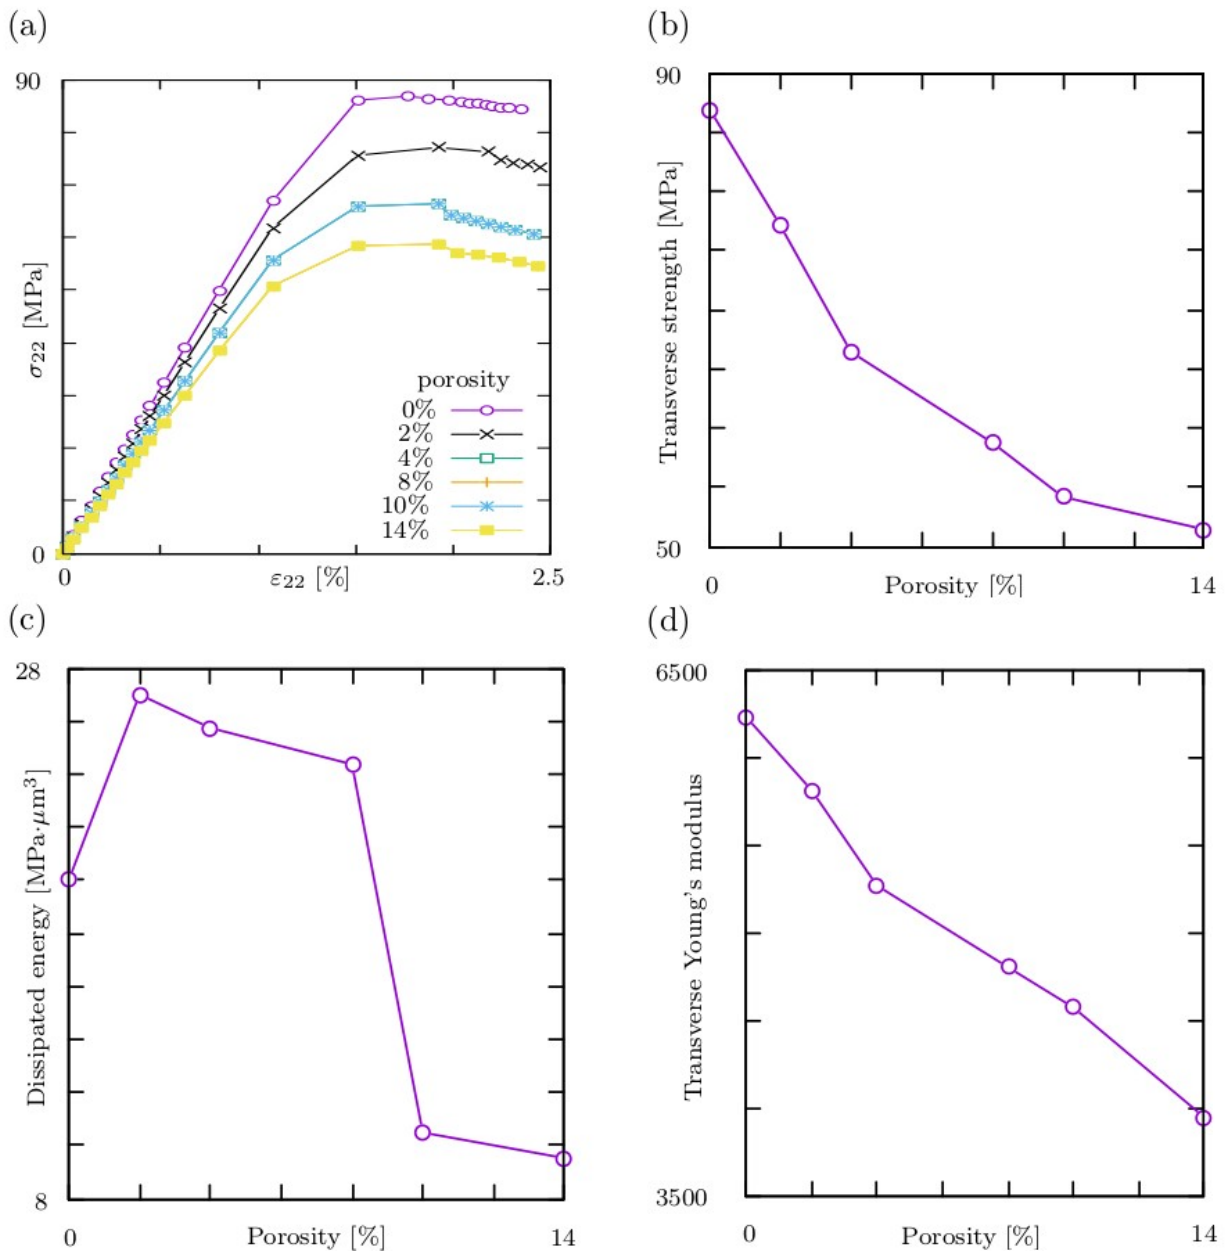 (a)
90
σ22 [MPa]
porosity
0%
2%
4%
8%
10%
14%
0
0
ε22 [%]
2.5
(b)
90
Transverse strength [MPa]
50
0
Porosity [%]
14
(c)
28
Dissipated energy [MPa·μm³]
8
0
Porosity [%]
14
(d)
6500
Transverse Young's modulus
3500
0
Porosity [%]
14